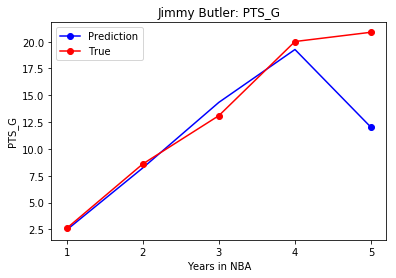 Jimmy Butler: PTS_G
Prediction
True
PTS_G
20.0
17.5
15.0
12.5
10.0
7.5
5.0
2.5
1 2 3 4 5
Years in NBA